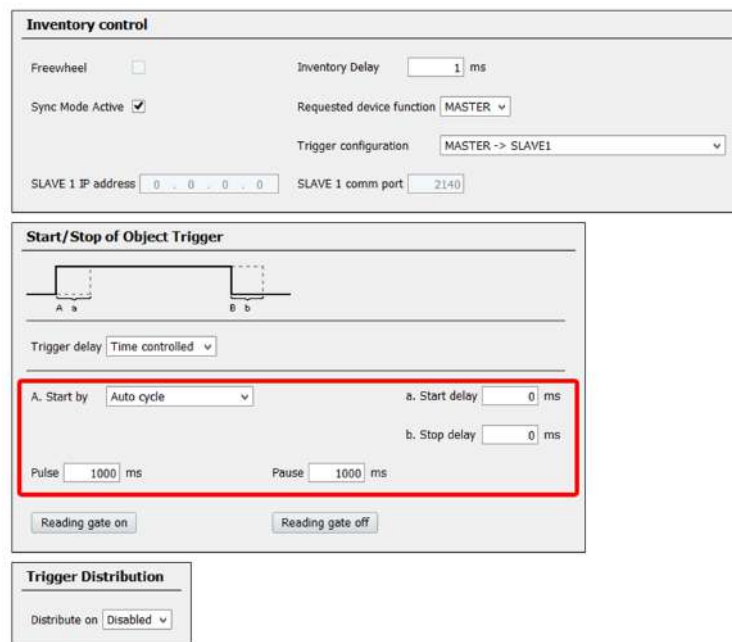 Inventory control
Freewheel Inventory Delay 1 ms
Sync Mode Active Requested device function MASTER
Trigger configuration MASTER -> SLAVE1
SLAVE 1 IP address 0 . 0 . 0 . 0 SLAVE 1 comm port 2140
Start/Stop of Object Trigger
A a B b
Trigger delay Time controlled
A. Start by Auto cycle a. Start delay 0 ms
b. Stop delay 0 ms
Pulse 1000 ms Pause 1000 ms
Reading gate on Reading gate off
Trigger Distribution
Distribute on Disabled